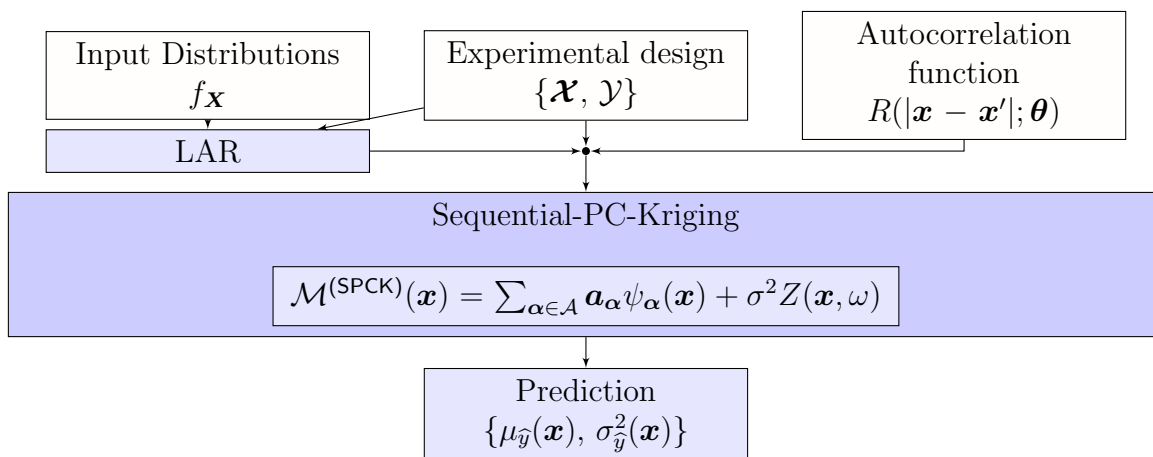 Input Distributions
f_𝑿
Experimental design
{𝓧, 𝒴}
Autocorrelation
function
R(|𝒙 − 𝒙′|; 𝜽)
LAR
Sequential-PC-Kriging
ℳ^(SPCK)(𝒙) = ∑_{𝜶∈𝒜} 𝒂_𝜶 ψ_𝜶(𝒙) + σ²Z(𝒙, ω)
Prediction
{μ_ŷ(𝒙), σ²_ŷ(𝒙)}